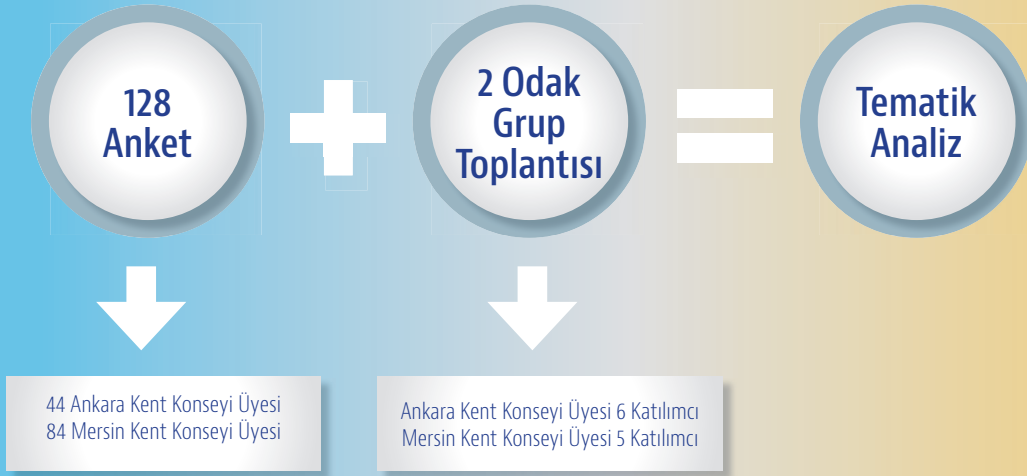 128
Anket
2 Odak
Grup
Toplantısı
Tematik
Analiz
44 Ankara Kent Konseyi Üyesi
84 Mersin Kent Konseyi Üyesi
Ankara Kent Konseyi Üyesi 6 Katılımcı
Mersin Kent Konseyi Üyesi 5 Katılımcı